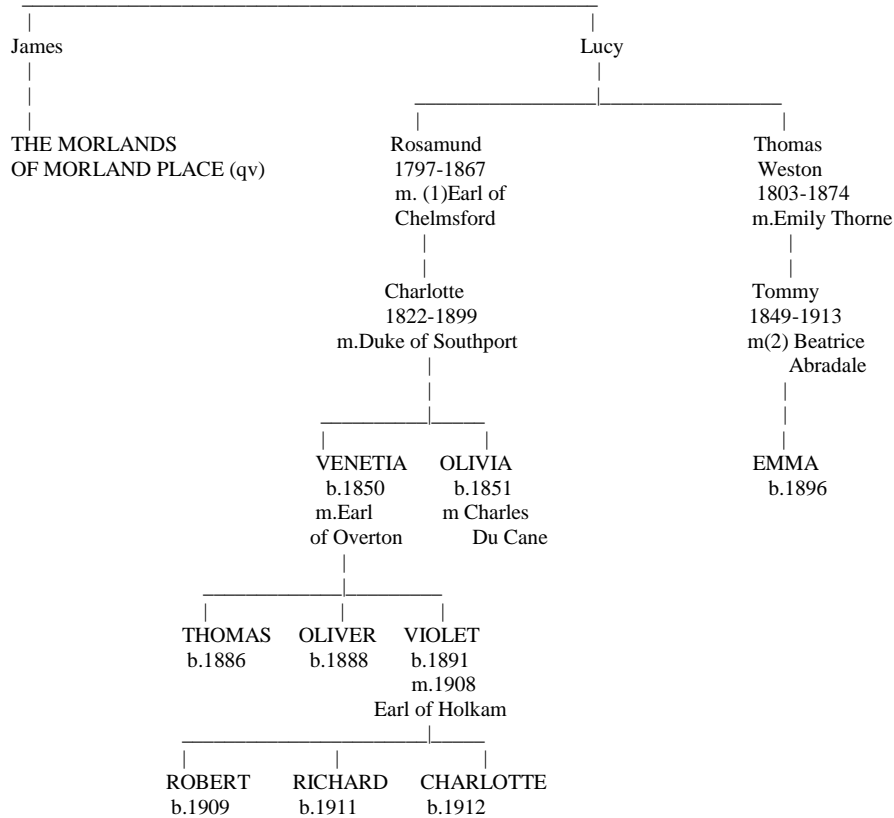 James Lucy
THE MORLANDS Rosamund Thomas
OF MORLAND PLACE (qv) 1797-1867 Weston
m. (1)Earl of 1803-1874
Chelmsford m.Emily Thorne
Charlotte Tommy
1822-1899 1849-1913
m.Duke of Southport m(2) Beatrice
Abradale
VENETIA OLIVIA EMMA
b.1850 b.1851 b.1896
m.Earl m Charles
of Overton Du Cane
THOMAS OLIVER VIOLET
b.1886 b.1888 b.1891
m.1908
Earl of Holkam
ROBERT RICHARD CHARLOTTE
b.1909 b.1911 b.1912